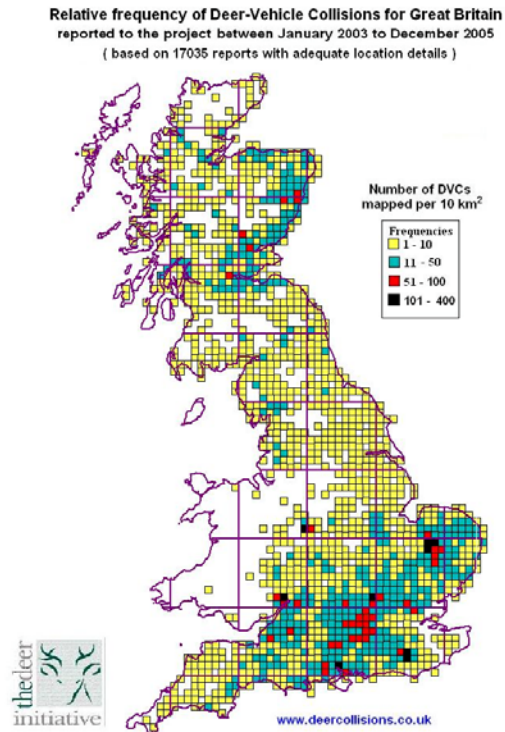 Relative frequency of Deer-Vehicle Collisions for Great Britain
reported to the project between January 2003 to December 2005
( based on 17035 reports with adequate location details )
Number of DVCs
mapped per 10 km²
Frequencies
1 - 10
11 - 50
51 - 100
101 - 400
thedeer
initiative
www.deercollisions.co.uk